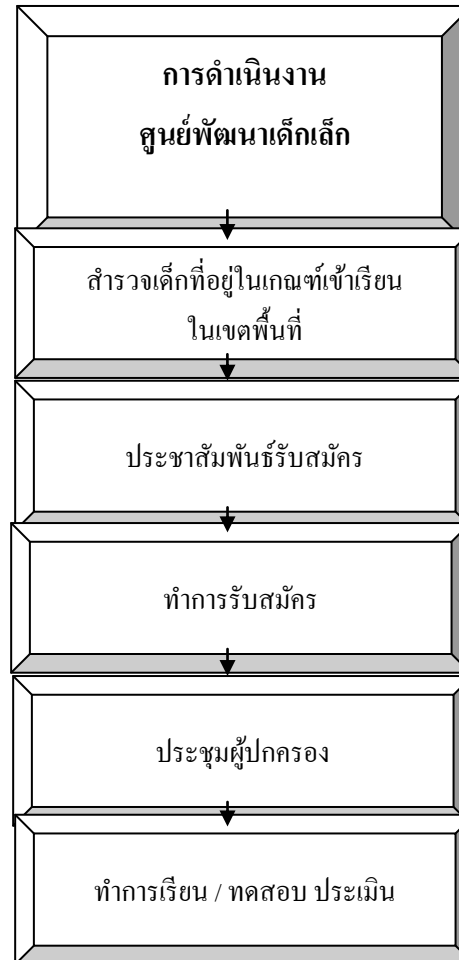 การดำเนินงาน
ศูนย์พัฒนาเด็กเล็ก
สำรวจเด็กที่อยู่ในเกณฑ์เข้าเรียน
ในเขตพื้นที่
ประชาสัมพันธ์รับสมัคร
ทำการรับสมัคร
ประชุมผู้ปกครอง
ทำการเรียน / ทดสอบ ประเมิน